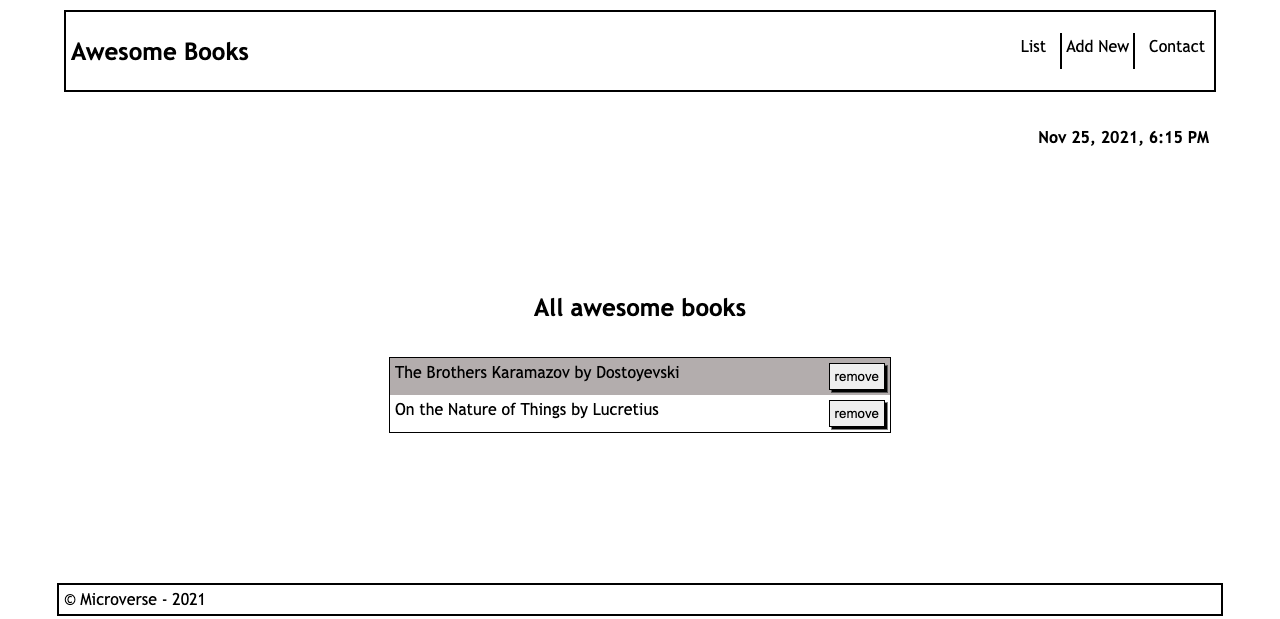 Awesome Books
List Add New Contact
Nov 25, 2021, 6:15 PM
All awesome books
The Brothers Karamazov by Dostoyevski remove
On the Nature of Things by Lucretius remove
© Microverse - 2021